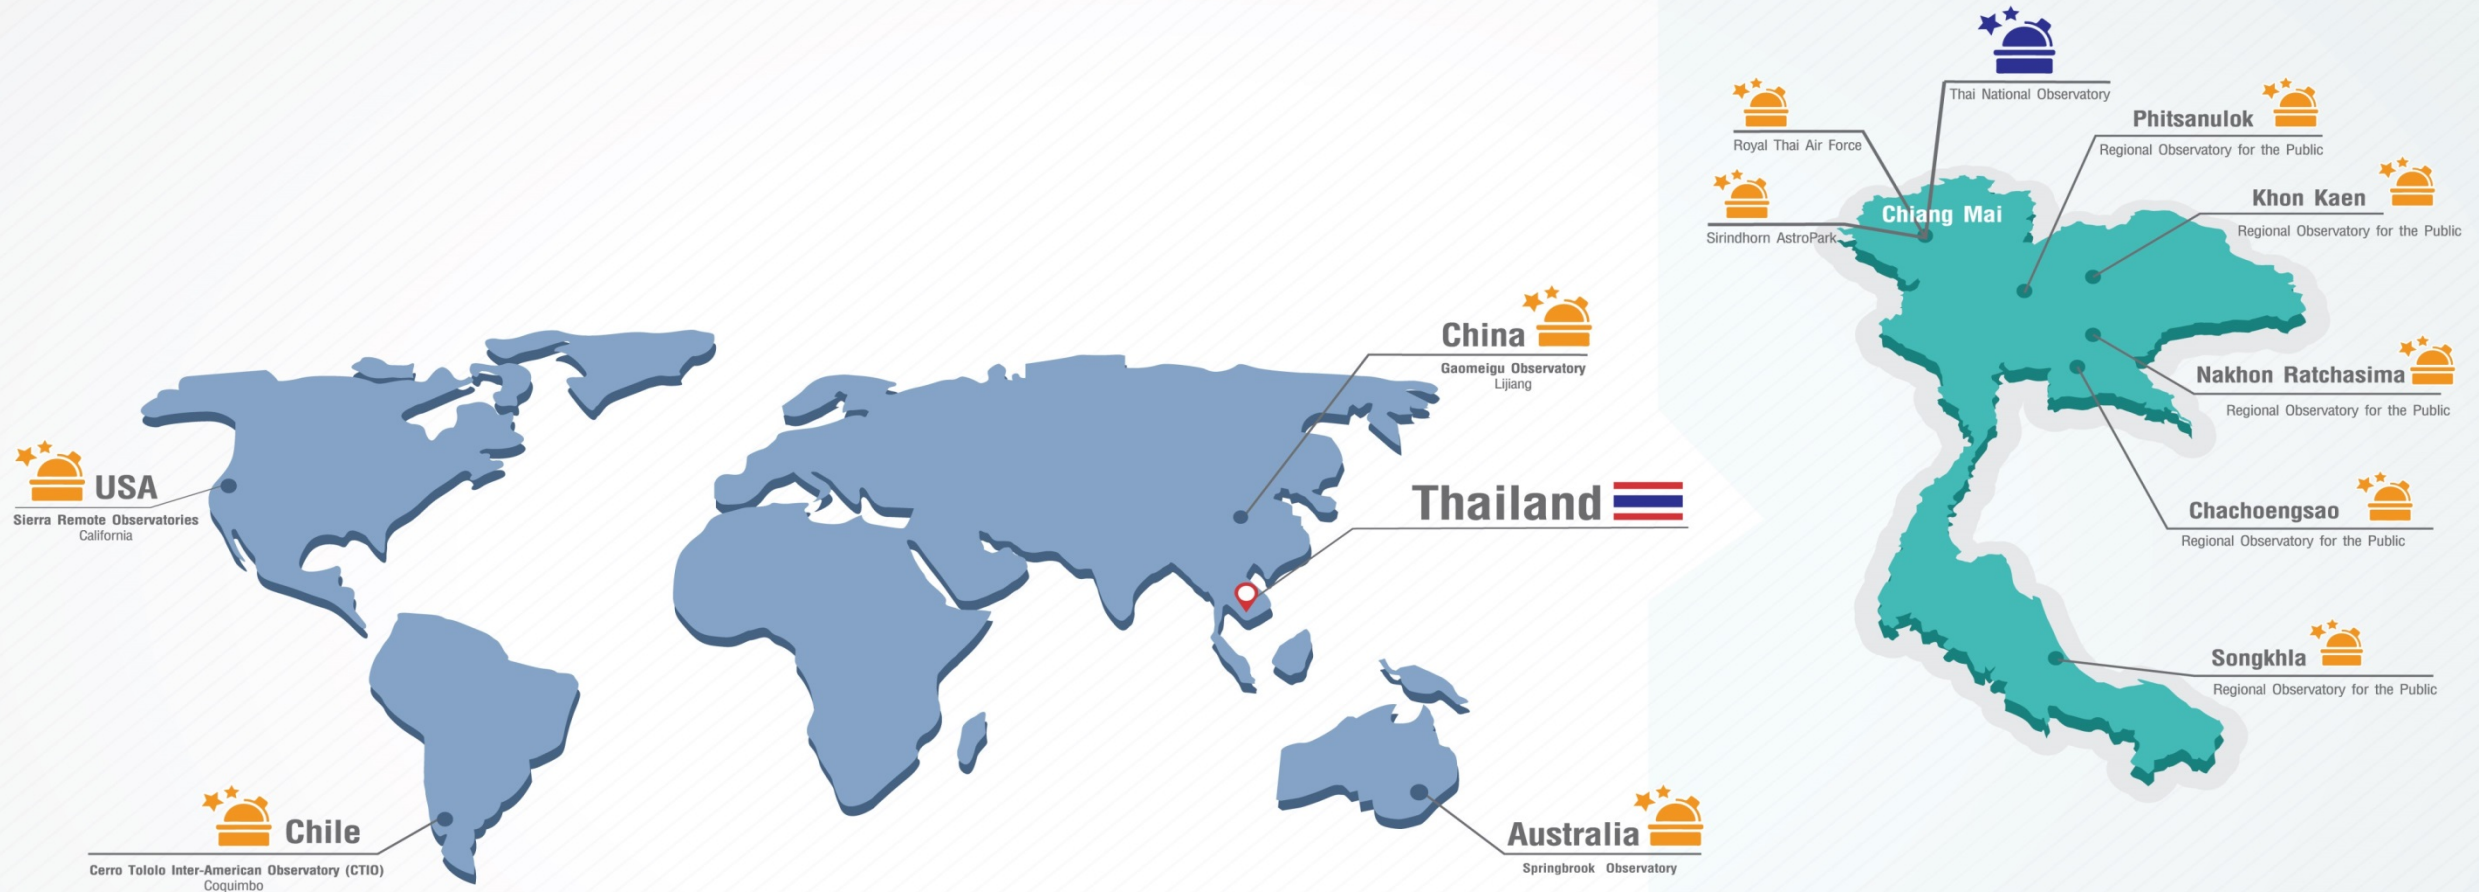 USA
Sierra Remote Observatories
California
Chile
Cerro Tololo Inter-American Observatory (CTIO)
Coquimbo
China
Gaomeigu Observatory
Lijiang
Thailand
Australia
Springbrook Observatory
Thai National Observatory
Royal Thai Air Force
Sirindhorn AstroPark
Chiang Mai
Phitsanulok
Regional Observatory for the Public
Khon Kaen
Regional Observatory for the Public
Nakhon Ratchasima
Regional Observatory for the Public
Chachoengsao
Regional Observatory for the Public
Songkhla
Regional Observatory for the Public